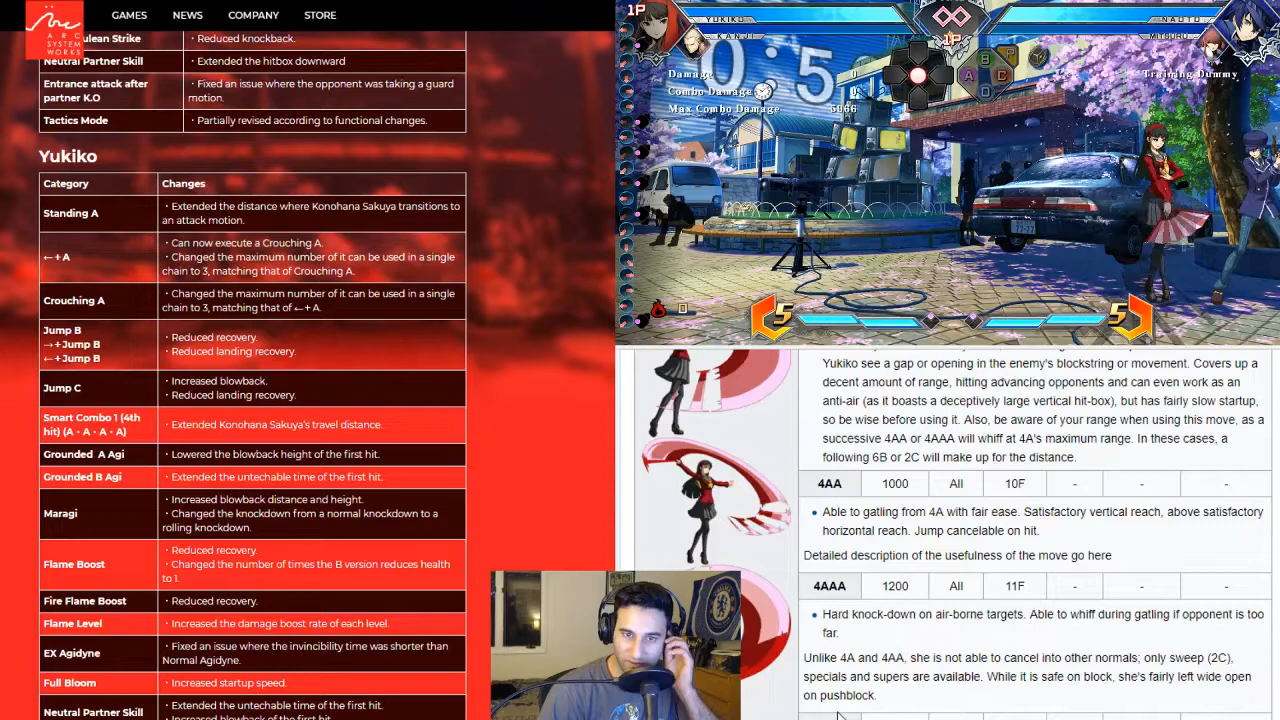 GAMES NEWS COMPANY STORE
ARC
SYSTEM
WORKS
ulean Strike ・Reduced knockback.
Neutral Partner Skill ・Extended the hitbox downward
Entrance attack after
partner K.O
・Fixed an issue where the opponent was taking a guard
motion.
Tactics Mode ・Partially revised according to functional changes.
Yukiko
Category Changes
Standing A
・Extended the distance where Konohana Sakuya transitions to
an attack motion.
←+A
・Can now execute a Crouching A.
・Changed the maximum number of it can be used in a single
chain to 3, matching that of Crouching A.
Crouching A
・Changed the maximum number of it can be used in a single
chain to 3, matching that of ←+ A.
Jump B
→+Jump B
←+Jump B
・Reduced recovery.
・Reduced landing recovery.
Jump C
・Increased blowback.
・Reduced landing recovery.
Smart Combo 1 (4th
hit) (A・A・A・A)
・Extended Konohana Sakuya's travel distance.
Grounded A Agi ・Lowered the blowback height of the first hit.
Grounded B Agi ・Extended the untechable time of the first hit.
Maragi
・Increased blowback distance and height.
・Changed the knockdown from a normal knockdown to a
rolling knockdown.
Flame Boost
・Reduced recovery.
・Changed the number of times the B version reduces health
to 1.
Fire Flame Boost ・Reduced recovery.
Flame Level ・Increased the damage boost rate of each level.
EX Agidyne
・Fixed an issue where the invincibility time was shorter than
Normal Agidyne.
Full Bloom ・Increased startup speed.
Neutral Partner Skill
・Extended the untechable time of the first hit.
・Increased blowback of the first hit.
1P
YUKIKO
KANJI
NAOTO
MITSURU
1P
Damage 0
Combo Damage 0
Max Combo Damage 5966
Training Dummy
0:5
A B C D P
77-77
0
5 5
Yukiko see a gap or opening in the enemy's blockstring or movement. Covers up a
decent amount of range, hitting advancing opponents and can even work as an
anti-air (as it boasts a deceptively large vertical hit-box), but has fairly slow startup,
so be wise before using it. Also, be aware of your range when using this move, as a
successive 4AA or 4AAA will whiff at 4A's maximum range. In these cases, a
following 6B or 2C will make up for the distance.
4AA 1000 All 10F - - -
• Able to gatling from 4A with fair ease. Satisfactory vertical reach, above satisfactory
horizontal reach. Jump cancelable on hit.
Detailed description of the usefulness of the move go here
4AAA 1200 All 11F - - -
• Hard knock-down on air-borne targets. Able to whiff during gatling if opponent is too
far.
Unlike 4A and 4AA, she is not able to cancel into other normals; only sweep (2C),
specials and supers are available. While it is safe on block, she's fairly left wide open
on pushblock.